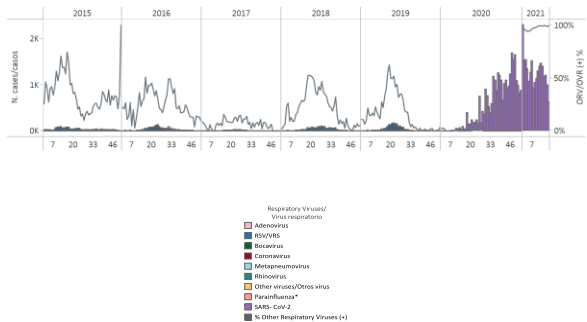 2015 2016 2017 2018 2019 2020 2021
2K
1K
0K
N. cases/casos
100%
50%
0%
ORV/OVR (+) %
7 20 33 46 7 20 33 46 7 20 33 46 7 20 33 46 7 20 33 46 7 20 33 46 7
Respiratory Viruses/
Virus respiratorio
Adenovirus
RSV/VRS
Bocavirus
Coronavirus
Metapneumovirus
Rhinovirus
Other viruses/Otros virus
Parainfluenza*
SARS- CoV-2
% Other Respiratory Viruses (+)